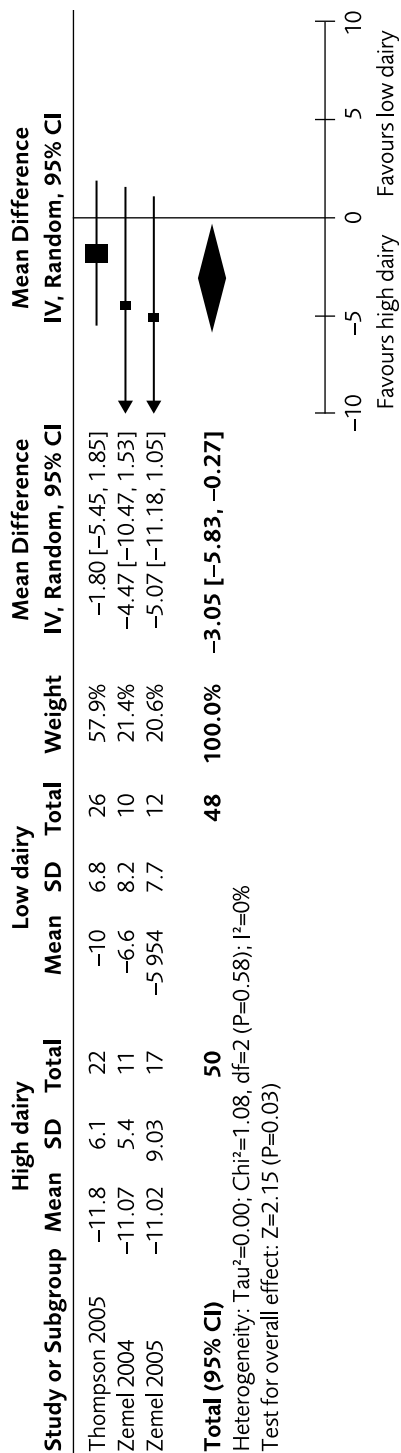 High dairy Low dairy Mean Difference Mean Difference
Study or Subgroup Mean SD Total Mean SD Total Weight IV, Random, 95% CI IV, Random, 95% CI
Thompson 2005 −11.8 6.1 22 −10 6.8 26 57.9% −1.80 [−5.45, 1.85]
Zemel 2004 −11.07 5.4 11 −6.6 8.2 10 21.4% −4.47 [−10.47, 1.53]
Zemel 2005 −11.02 9.03 17 −5 954 7.7 12 20.6% −5.07 [−11.18, 1.05]
Total (95% CI) 50 48 100.0% −3.05 [−5.83, −0.27]
Heterogeneity: Tau²=0.00; Chi²=1.08, df=2 (P=0.58); I²=0%
Test for overall effect: Z=2.15 (P=0.03)
−10 −5 0 5 10
Favours high dairy Favours low dairy